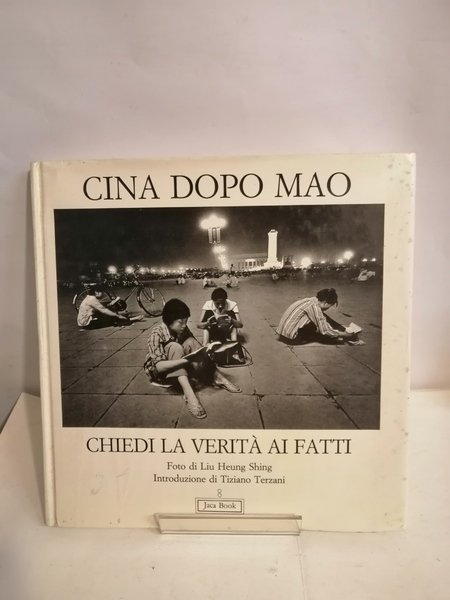 CINA DOPO MAO
CHIEDI LA VERITÀ AI FATTI
Foto di Liu Heung Shing
Introduzione di Tiziano Terzani
Jaca Book